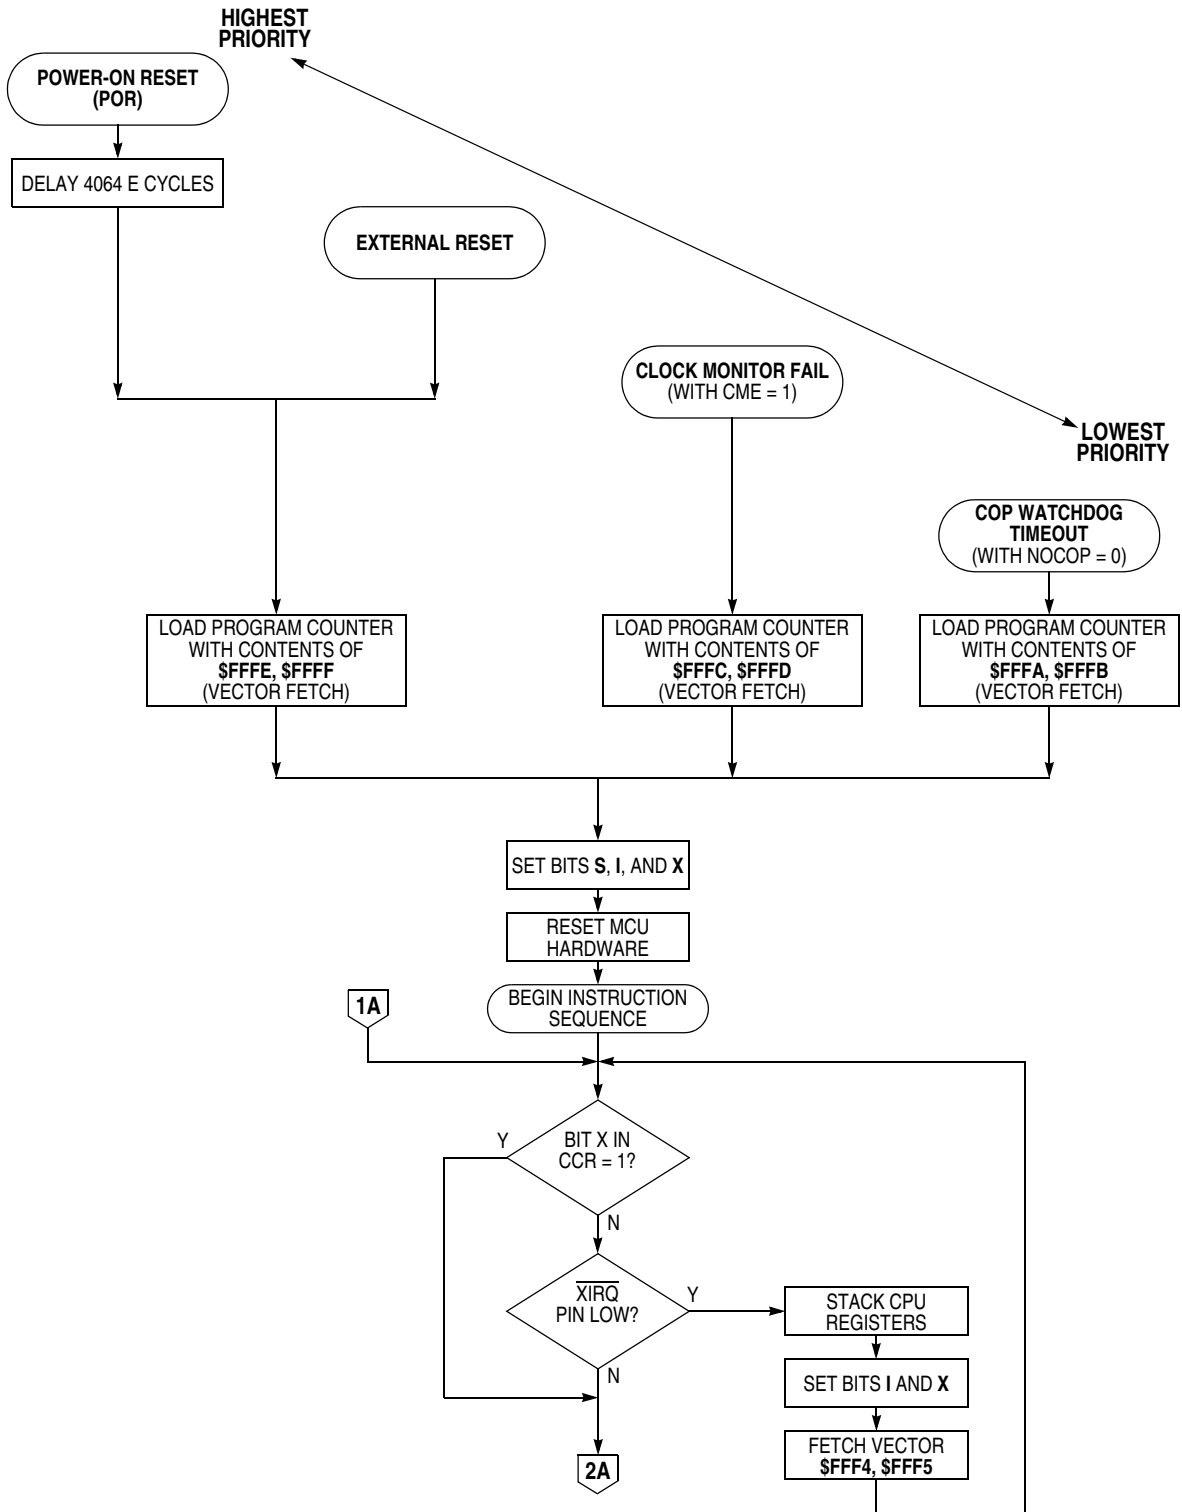 HIGHEST
PRIORITY
POWER-ON RESET
(POR)
DELAY 4064 E CYCLES
EXTERNAL RESET
CLOCK MONITOR FAIL
(WITH CME = 1)
LOWEST
PRIORITY
COP WATCHDOG
TIMEOUT
(WITH NOCOP = 0)
LOAD PROGRAM COUNTER
WITH CONTENTS OF
$FFFE, $FFFF
(VECTOR FETCH)
LOAD PROGRAM COUNTER
WITH CONTENTS OF
$FFFC, $FFFD
(VECTOR FETCH)
LOAD PROGRAM COUNTER
WITH CONTENTS OF
$FFFA, $FFFB
(VECTOR FETCH)
SET BITS S, I, AND X
RESET MCU
HARDWARE
1A
BEGIN INSTRUCTION
SEQUENCE
Y
BIT X IN
CCR = 1?
N
XIRQ
PIN LOW?
Y
STACK CPU
REGISTERS
N
SET BITS I AND X
2A
FETCH VECTOR
$FFF4, $FFF5